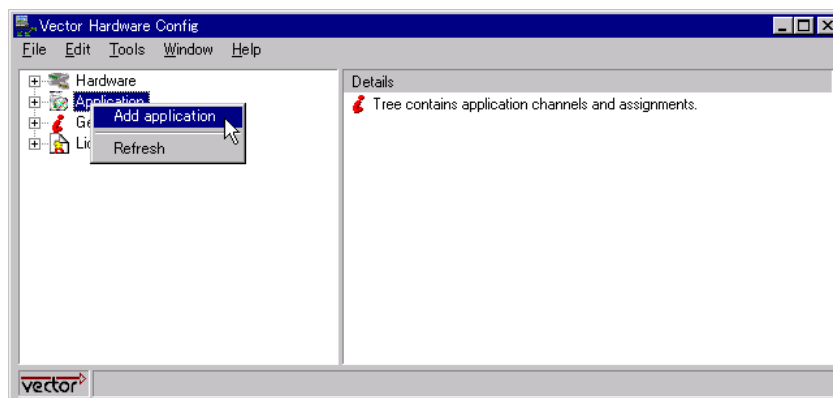 Vector Hardware Config
File Edit Tools Window Help
Hardware
Application
Add application
Refresh
Details
Tree contains application channels and assignments.
vector